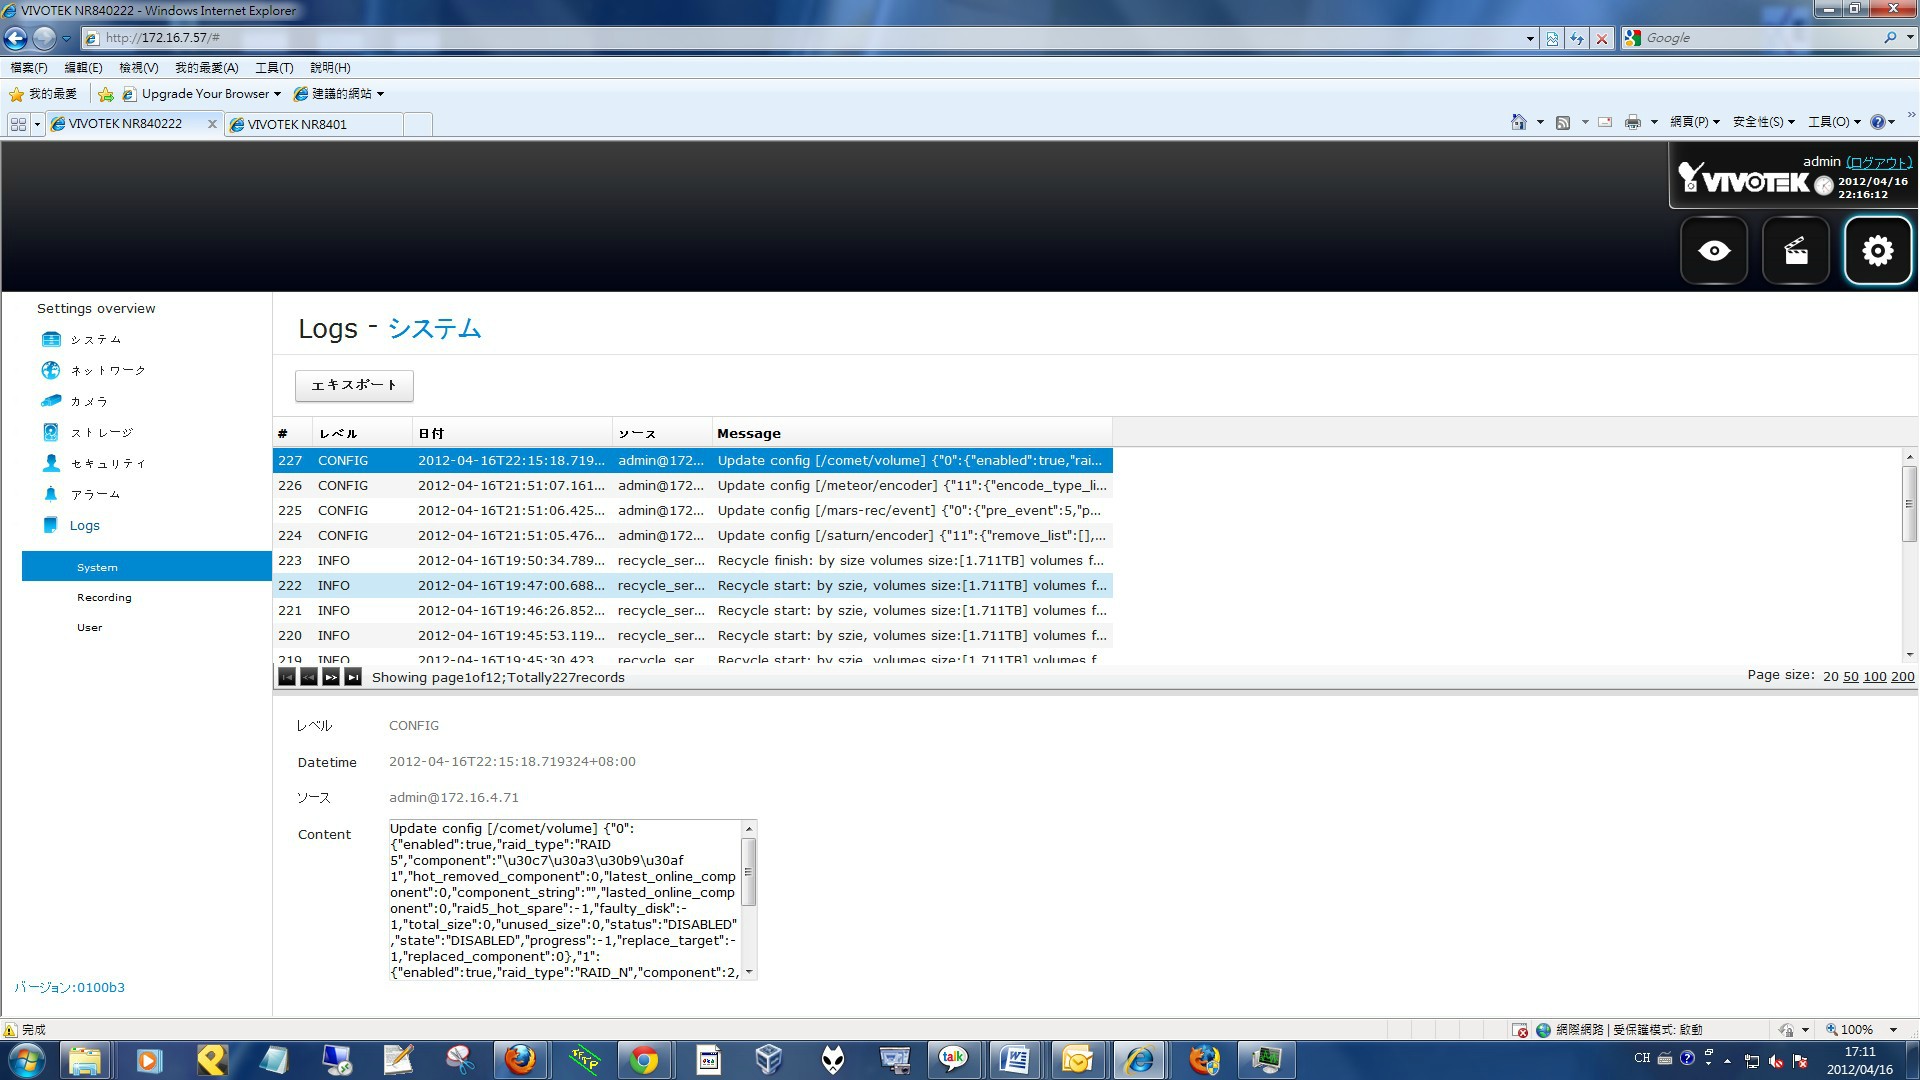 VIVOTEK NR840222 - Windows Internet Explorer
http://172.16.7.57/#
Google
檔案(F) 編輯(E) 檢視(V) 我的最愛(A) 工具(T) 說明(H)
我的最愛 Upgrade Your Browser 建議的網站
VIVOTEK NR840222 VIVOTEK NR8401 網頁(P) 安全性(S) 工具(O)
admin (ログアウト)
VIVOTEK 2012/04/16
22:16:12
Settings overview
システム
ネットワーク
カメラ
ストレージ
セキュリティ
アラーム
Logs
System
Recording
User
バージョン:0100b3
Logs - システム
エキスポート
# レベル 日付 ソース Message
227 CONFIG 2012-04-16T22:15:18.719... admin@172... Update config [/comet/volume] {"0":{"enabled":true,"rai...
226 CONFIG 2012-04-16T21:51:07.161... admin@172... Update config [/meteor/encoder] {"11":{"encode_type_li...
225 CONFIG 2012-04-16T21:51:06.425... admin@172... Update config [/mars-rec/event] {"0":{"pre_event":5,"p...
224 CONFIG 2012-04-16T21:51:05.476... admin@172... Update config [/saturn/encoder] {"11":{"remove_list":[],...
223 INFO 2012-04-16T19:50:34.789... recycle_ser... Recycle finish: by size volumes size:[1.711TB] volumes f...
222 INFO 2012-04-16T19:47:00.688... recycle_ser... Recycle start: by szie, volumes size:[1.711TB] volumes f...
221 INFO 2012-04-16T19:46:26.852... recycle_ser... Recycle start: by szie, volumes size:[1.711TB] volumes f...
220 INFO 2012-04-16T19:45:53.119... recycle_ser... Recycle start: by szie, volumes size:[1.711TB] volumes f...
219 INFO 2012-04-16T19:45:30.423 recycle_ser Recycle start: by szie, volumes size:[1.711TB] volumes f
Showing page1of12;Totally227records Page size: 20 50 100 200
レベル CONFIG
Datetime 2012-04-16T22:15:18.719324+08:00
ソース admin@172.16.4.71
Content Update config [/comet/volume] {"0":
{"enabled":true,"raid_type":"RAID
5","component":"\u30c7\u30a3\u30b9\u30af
1","hot_removed_component":0,"latest_online_comp
onent":0,"component_string":"","lasted_online_comp
onent":0,"raid5_hot_spare":-1,"faulty_disk":-
1,"total_size":0,"unused_size":0,"status":"DISABLED"
,"state":"DISABLED","progress":-1,"replace_target":-
1,"replaced_component":0},"1":
{"enabled":true,"raid_type":"RAID_N","component":2,
完成 網際網路 | 受保護模式: 啟動 100%
talk
CH
17:11
2012/04/16